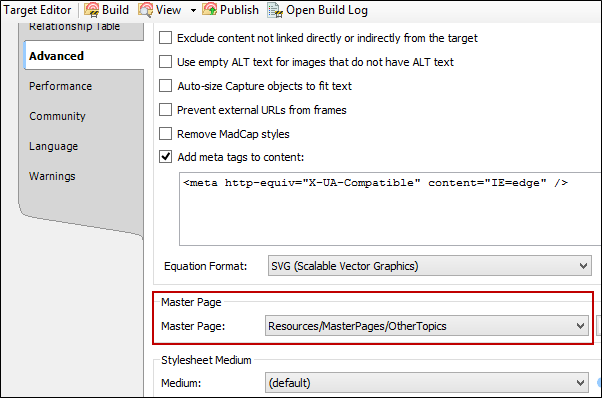 Target Editor Build View Publish Open Build Log
Relationship Table
Advanced
Performance
Community
Language
Warnings
Exclude content not linked directly or indirectly from the target
Use empty ALT text for images that do not have ALT text
Auto-size Capture objects to fit text
Prevent external URLs from frames
Remove MadCap styles
Add meta tags to content:
<meta http-equiv="X-UA-Compatible" content="IE=edge" />
Equation Format: SVG (Scalable Vector Graphics)
Master Page
Master Page: Resources/MasterPages/OtherTopics
Stylesheet Medium
Medium: (default)